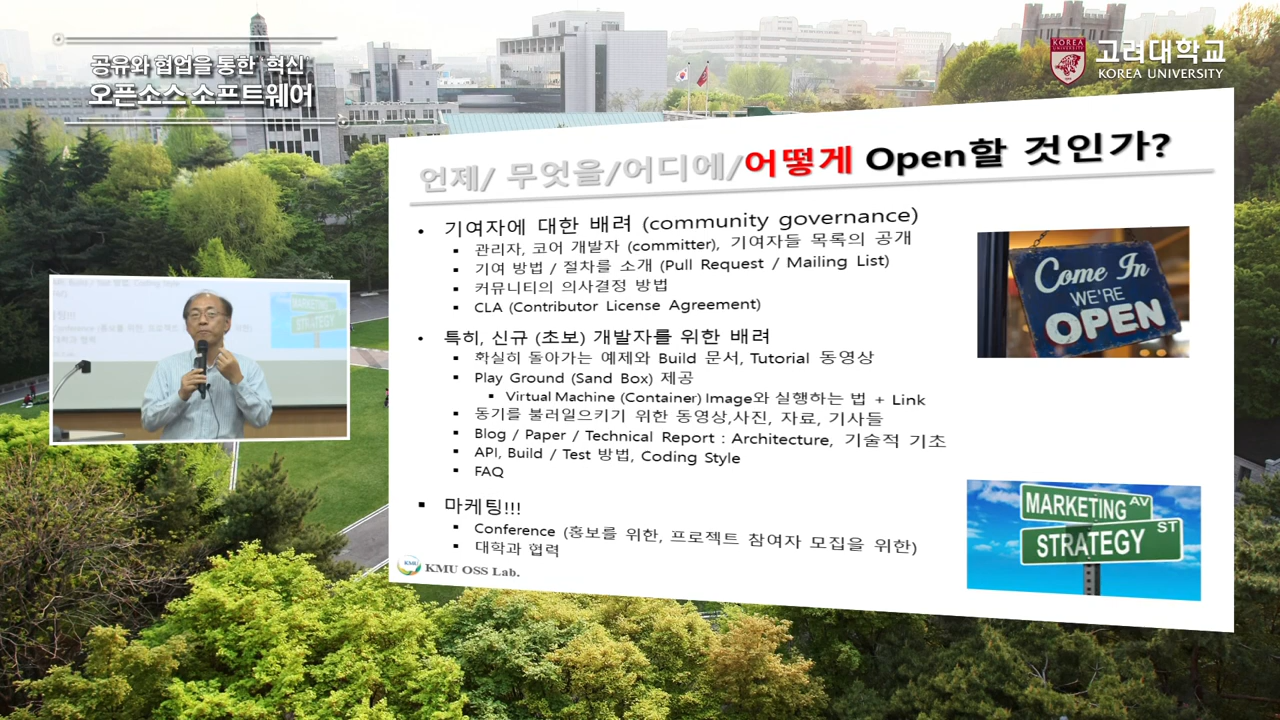 공유와 협업을 통한 '혁신'
오픈소스 소프트웨어
KOREA
UNIVERSITY
고려대학교
KOREA UNIVERSITY
언제/ 무엇을/어디에/어떻게 Open할 것인가?
• 기여자에 대한 배려 (community governance)
▪ 관리자, 코어 개발자 (committer), 기여자들 목록의 공개
▪ 기여 방법 / 절차를 소개 (Pull Request / Mailing List)
▪ 커뮤니티의 의사결정 방법
▪ CLA (Contributor License Agreement)
• 특히, 신규 (초보) 개발자를 위한 배려
▪ 확실히 돌아가는 예제와 Build 문서, Tutorial 동영상
▪ Play Ground (Sand Box) 제공
▪ Virtual Machine (Container) Image와 실행하는 법 + Link
▪ 동기를 불러일으키기 위한 동영상,사진, 자료, 기사들
▪ Blog / Paper / Technical Report : Architecture, 기술적 기초
▪ API, Build / Test 방법, Coding Style
▪ FAQ
▪ 마케팅!!!
▪ Conference (홍보를 위한, 프로젝트 참여자 모집을 위한)
▪ 대학과 협력
KMU
KMU OSS Lab.
Come In
WE'RE
OPEN
MARKETING AV
STRATEGY ST
API, Build / Test 방법, Coding Style
MARKETING
STRATEGY